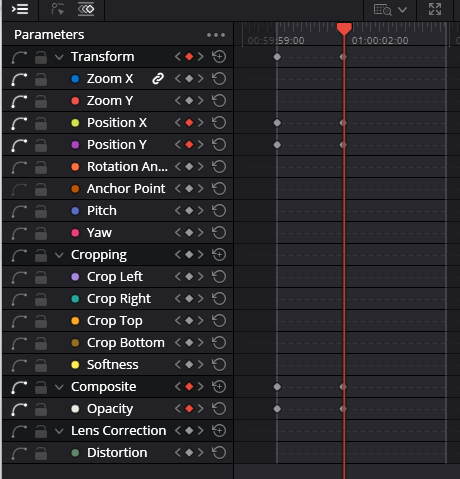 Parameters
00:59:59:00
01:00:02:00
Transform
Zoom X
Zoom Y
Position X
Position Y
Rotation An...
Anchor Point
Pitch
Yaw
Cropping
Crop Left
Crop Right
Crop Top
Crop Bottom
Softness
Composite
Opacity
Lens Correction
Distortion